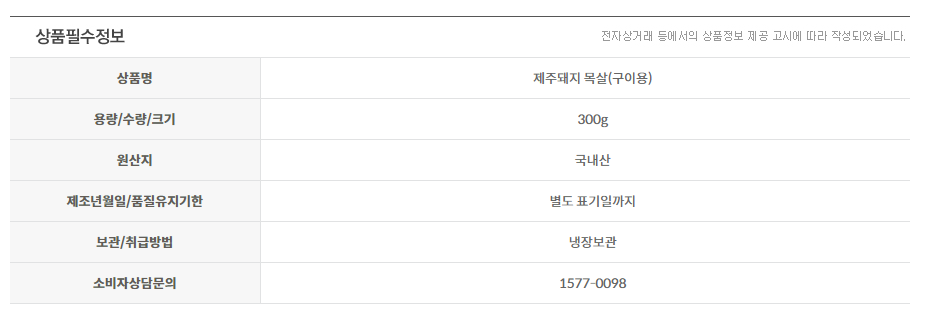 상품필수정보
전자상거래 등에서의 상품정보 제공 고시에 따라 작성되었습니다.
상품명 제주돼지 목살(구이용)
용량/수량/크기 300g
원산지 국내산
제조년월일/품질유지기한 별도 표기일까지
보관/취급방법 냉장보관
소비자상담문의 1577-0098